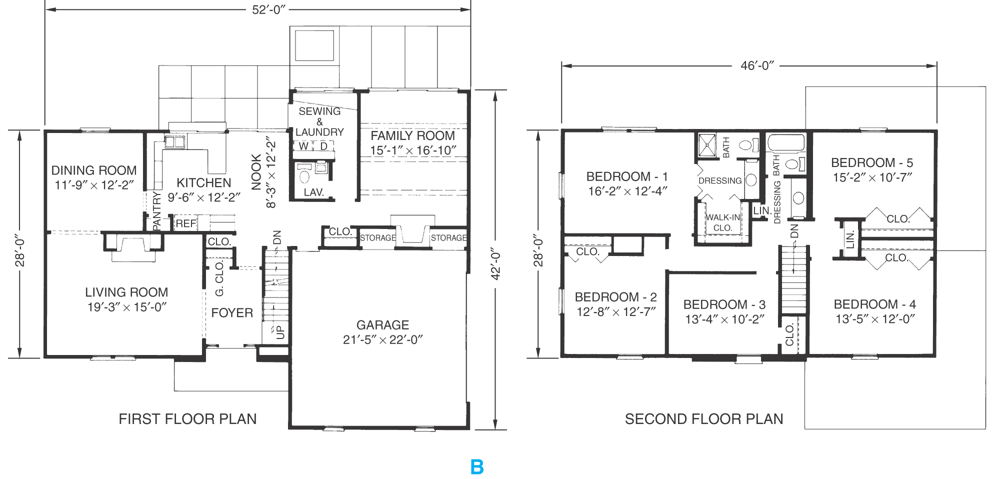 52′-0″
SEWING
&
LAUNDRY
W D
FAMILY ROOM
15′-1″ × 16′-10″
DINING ROOM
11′-9″ × 12′-2″
KITCHEN
9′-6″ × 12′-2″
NOOK
8′-3″ × 12′-2″
LAV.
PANTRY
REF
CLO.
CLO.
STORAGE
STORAGE
DN
28′-0″
G. CLO.
LIVING ROOM
19′-3″ × 15′-0″
FOYER
UP
GARAGE
21′-5″ × 22′-0″
42′-0″
FIRST FLOOR PLAN
46′-0″
BEDROOM - 1
16′-2″ × 12′-4″
BATH
DRESSING
WALK-IN
CLO.
BATH
DRESSING
LIN.
BEDROOM - 5
15′-2″ × 10′-7″
CLO.
LIN.
CLO.
DN
28′-0″
CLO.
BEDROOM - 2
12′-8″ × 12′-7″
BEDROOM - 3
13′-4″ × 10′-2″
CLO.
BEDROOM - 4
13′-5″ × 12′-0″
SECOND FLOOR PLAN
B